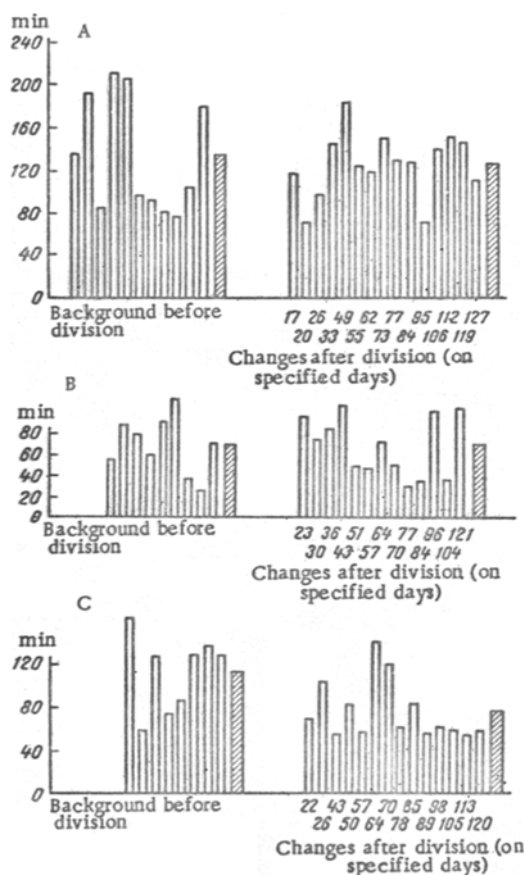 min
A
240
200
160
120
80
40
0
Background before division
17 26 49 62 77 95 112 127
20 33 55 73 84 106 119
Changes after division (on
specified days)
B
min
80
60
40
20
0
Background before
division
23 36 51 64 77 96 121
30 43 57 70 84 104
Changes after division (on
specified days)
C
min
120
80
40
0
Background before
division
22 43 57 70 85 98 113
26 50 64 78 89 105 120
Changes after division (on
specified days)